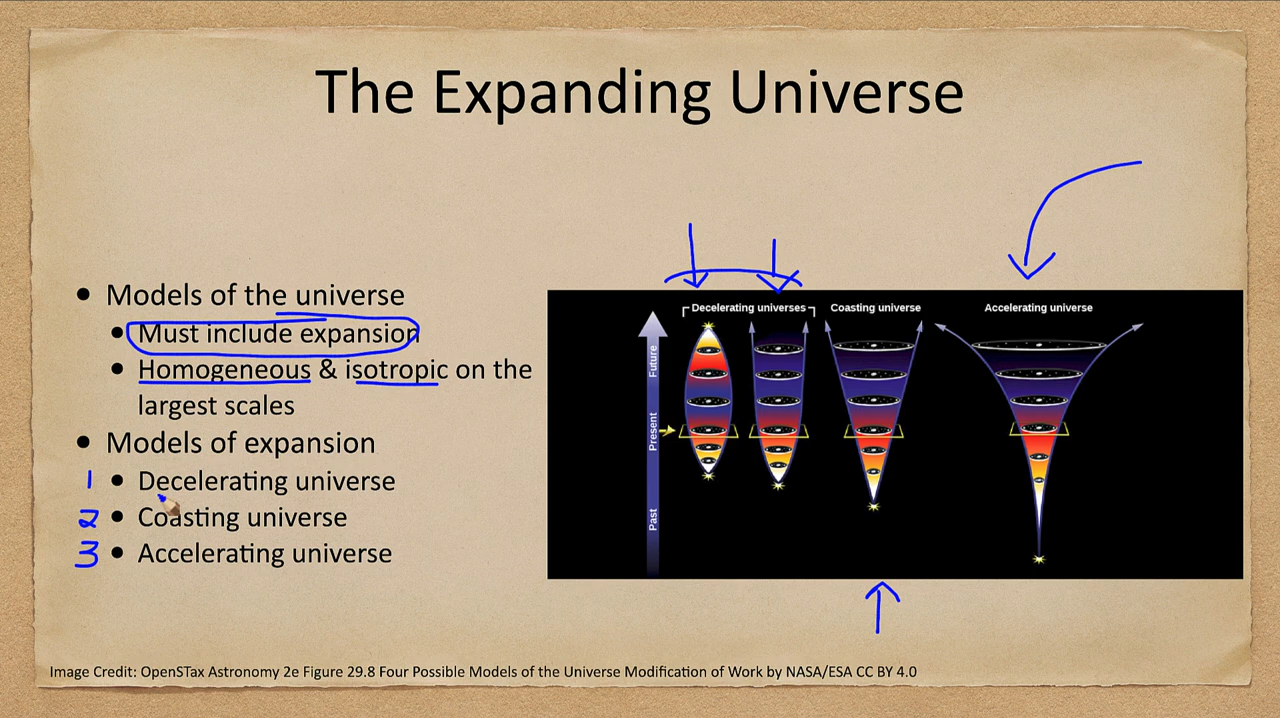 The Expanding Universe
• Models of the universe
• Must include expansion
• Homogeneous & isotropic on the
largest scales
• Models of expansion
1 • Decelerating universe
2 • Coasting universe
3 • Accelerating universe
Decelerating universes
Coasting universe
Accelerating universe
Future
Present
Past
Image Credit: OpenSTax Astronomy 2e Figure 29.8 Four Possible Models of the Universe Modification of Work by NASA/ESA CC BY 4.0